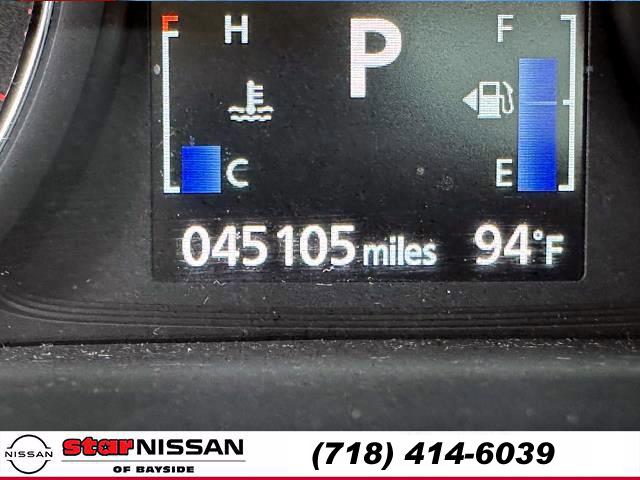 H P F
C E
045105 miles 94°F
star NISSAN (718) 414-6039
OF BAYSIDE
NISSAN